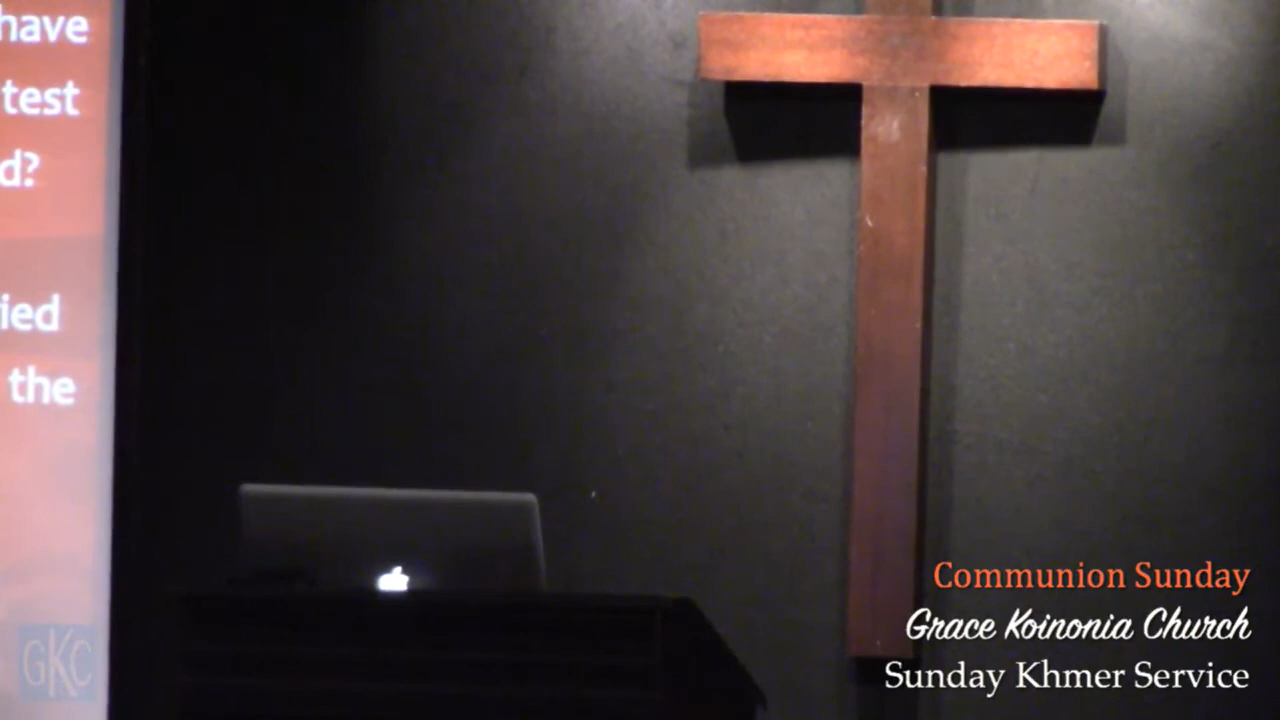 have
test
d?
ied
the
GKC
Communion Sunday
Grace Koinonia Church
Sunday Khmer Service